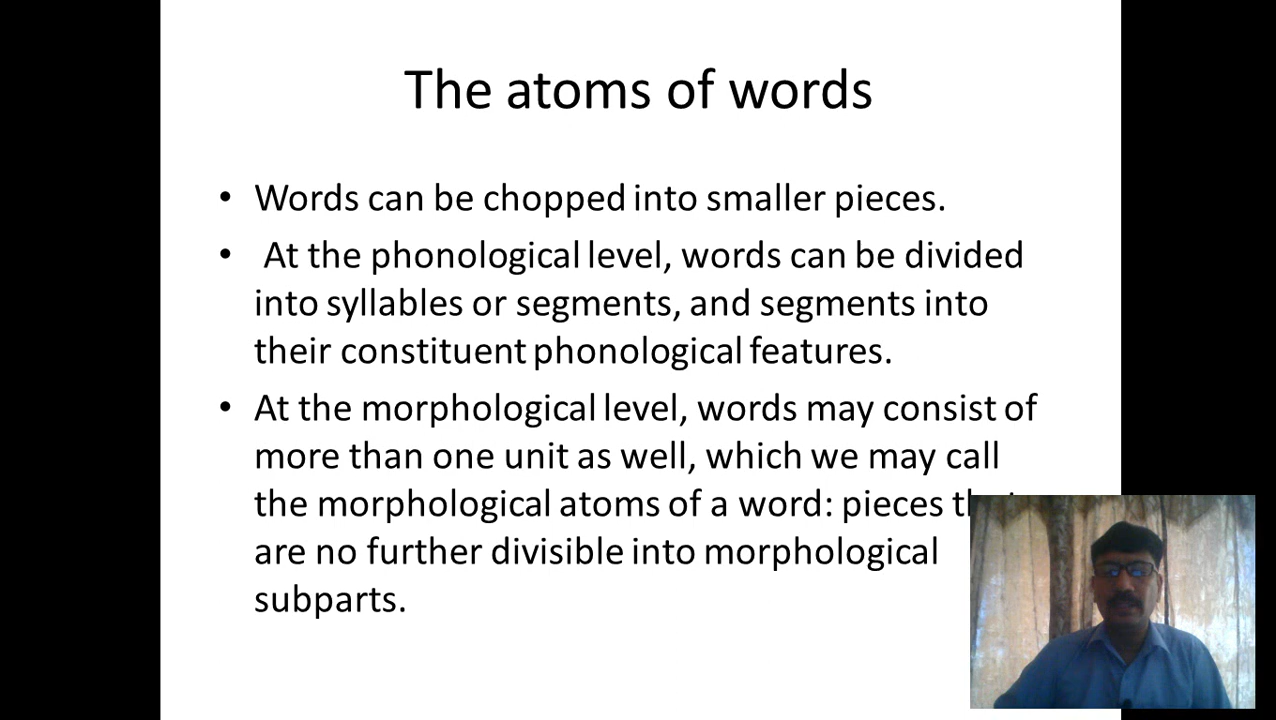 The atoms of words
• Words can be chopped into smaller pieces.
• At the phonological level, words can be divided
into syllables or segments, and segments into
their constituent phonological features.
• At the morphological level, words may consist of
more than one unit as well, which we may call
the morphological atoms of a word: pieces
are no further divisible into morphological
subparts.